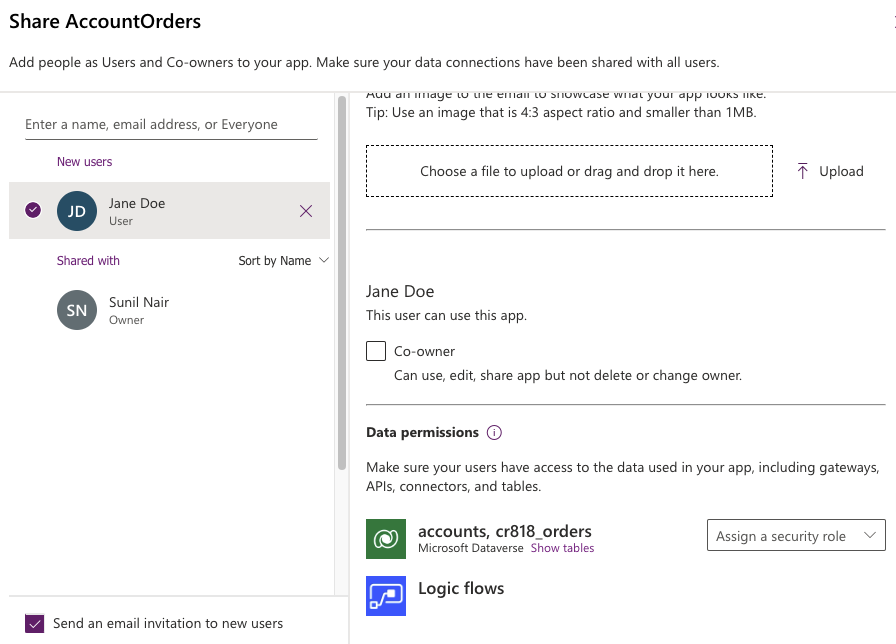 Share AccountOrders
Add people as Users and Co-owners to your app. Make sure your data connections have been shared with all users.
Enter a name, email address, or Everyone
New users
JD
Jane Doe
User
Shared with
Sort by Name
SN
Sunil Nair
Owner
Send an email invitation to new users
Add an image to the email to showcase what your app looks like.
Tip: Use an image that is 4:3 aspect ratio and smaller than 1MB.
Choose a file to upload or drag and drop it here.
Upload
Jane Doe
This user can use this app.
Co-owner
Can use, edit, share app but not delete or change owner.
Data permissions
Make sure your users have access to the data used in your app, including gateways,
APIs, connectors, and tables.
accounts, cr818_orders
Microsoft Dataverse Show tables
Assign a security role
Logic flows